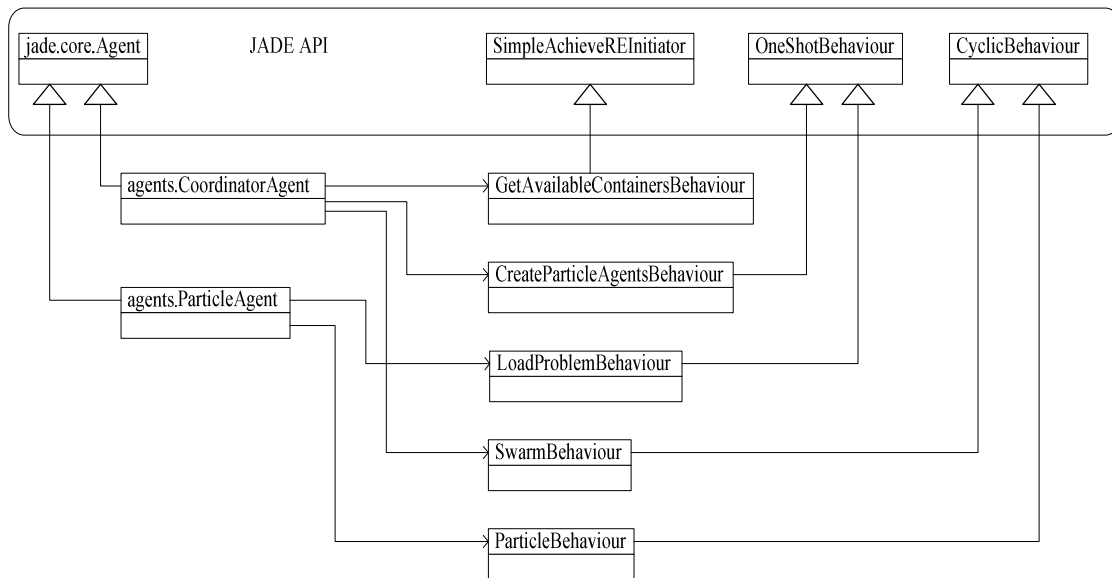 jade.core.Agent
JADE API
SimpleAchieveREInitiator
OneShotBehaviour
CyclicBehaviour
agents.CoordinatorAgent
GetAvailableContainersBehaviour
CreateParticleAgentsBehaviour
agents.ParticleAgent
LoadProblemBehaviour
SwarmBehaviour
ParticleBehaviour